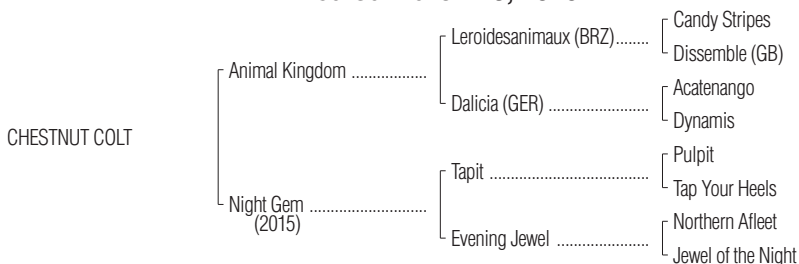 Candy Stripes
Leroidesanimaux (BRZ)........
Dissemble (GB)
Animal Kingdom ....................
Acatenango
Dalicia (GER) ...........................
Dynamis
CHESTNUT COLT
Pulpit
Tapit ...........................................
Tap Your Heels
Night Gem ...............................
(2015)
Northern Afleet
Evening Jewel ........................
Jewel of the Night